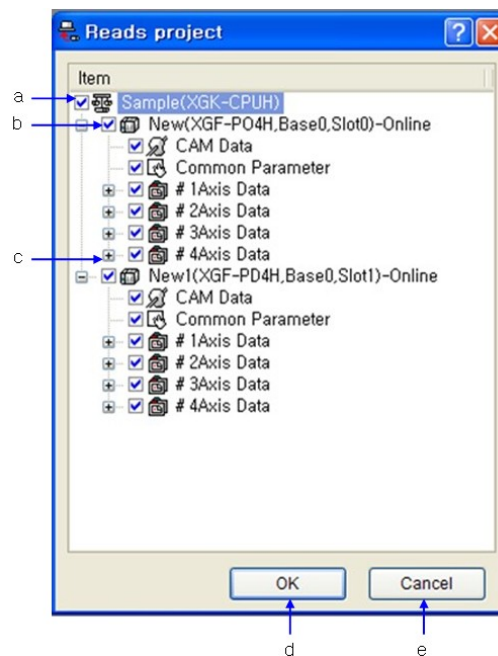 Reads project
Item
a
Sample(XGK-CPUH)
b
New(XGF-PO4H,Base0,Slot0)-Online
CAM Data
Common Parameter
# 1Axis Data
# 2Axis Data
# 3Axis Data
c
# 4Axis Data
New1(XGF-PD4H,Base0,Slot1)-Online
CAM Data
Common Parameter
# 1Axis Data
# 2Axis Data
# 3Axis Data
# 4Axis Data
OK Cancel
d e